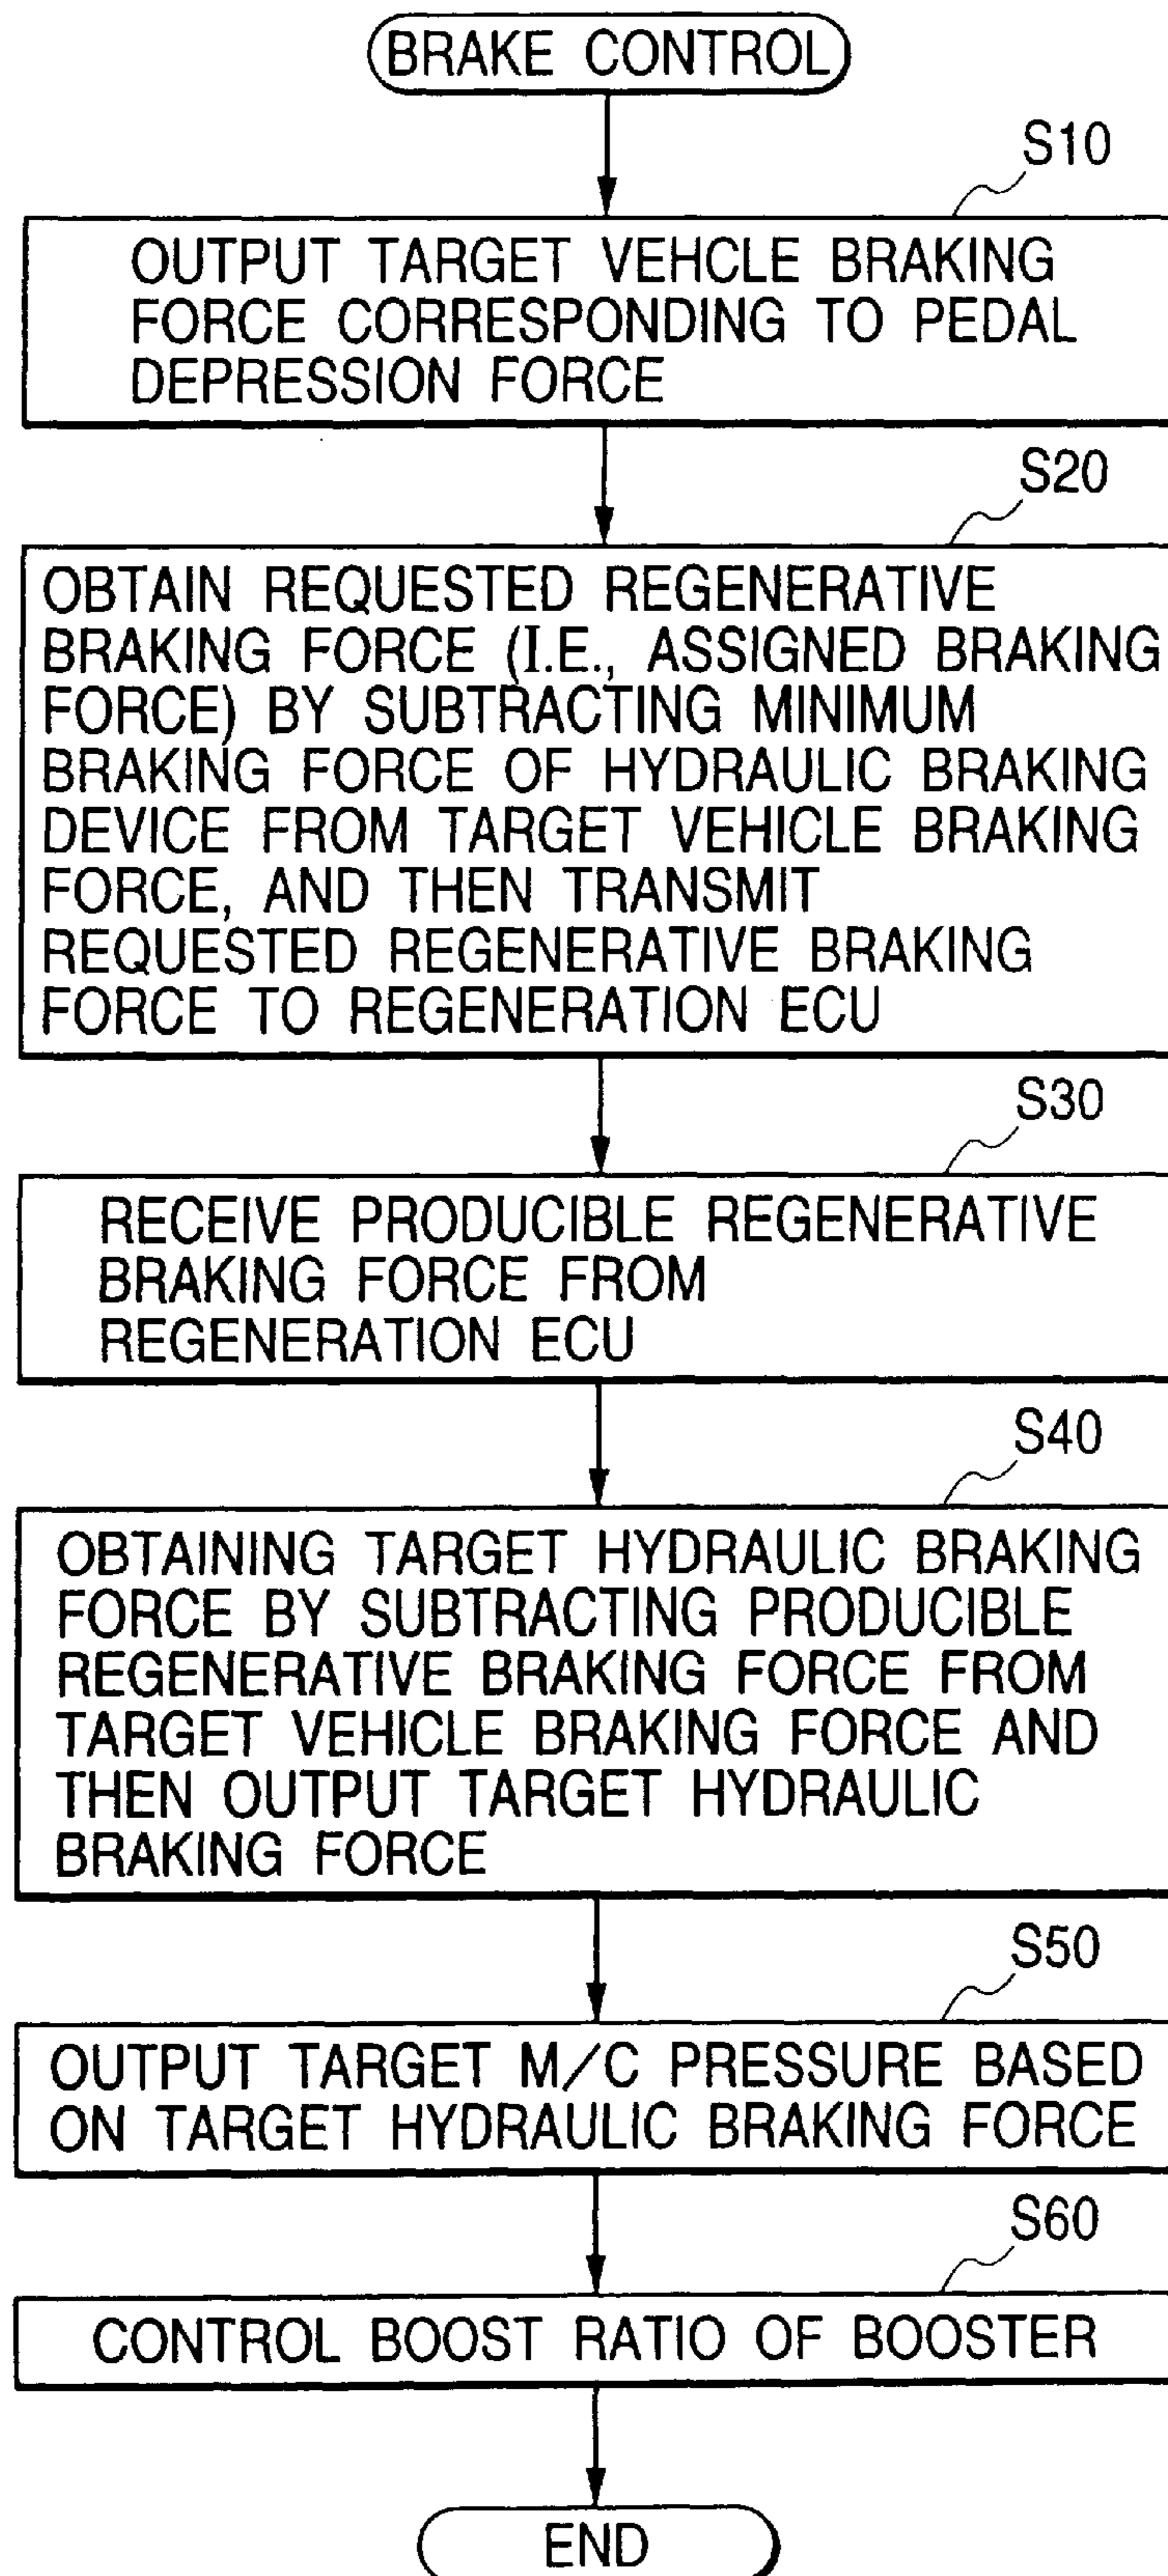 BRAKE CONTROL
S10
OUTPUT TARGET VEHCLE BRAKING
FORCE CORRESPONDING TO PEDAL
DEPRESSION FORCE
S20
OBTAIN REQUESTED REGENERATIVE
BRAKING FORCE (I.E., ASSIGNED BRAKING
FORCE) BY SUBTRACTING MINIMUM
BRAKING FORCE OF HYDRAULIC BRAKING
DEVICE FROM TARGET VEHICLE BRAKING
FORCE, AND THEN TRANSMIT
REQUESTED REGENERATIVE BRAKING
FORCE TO REGENERATION ECU
S30
RECEIVE PRODUCIBLE REGENERATIVE
BRAKING FORCE FROM
REGENERATION ECU
S40
OBTAINING TARGET HYDRAULIC BRAKING
FORCE BY SUBTRACTING PRODUCIBLE
REGENERATIVE BRAKING FORCE FROM
TARGET VEHICLE BRAKING FORCE AND
THEN OUTPUT TARGET HYDRAULIC
BRAKING FORCE
S50
OUTPUT TARGET M/C PRESSURE BASED
ON TARGET HYDRAULIC BRAKING FORCE
S60
CONTROL BOOST RATIO OF BOOSTER
END